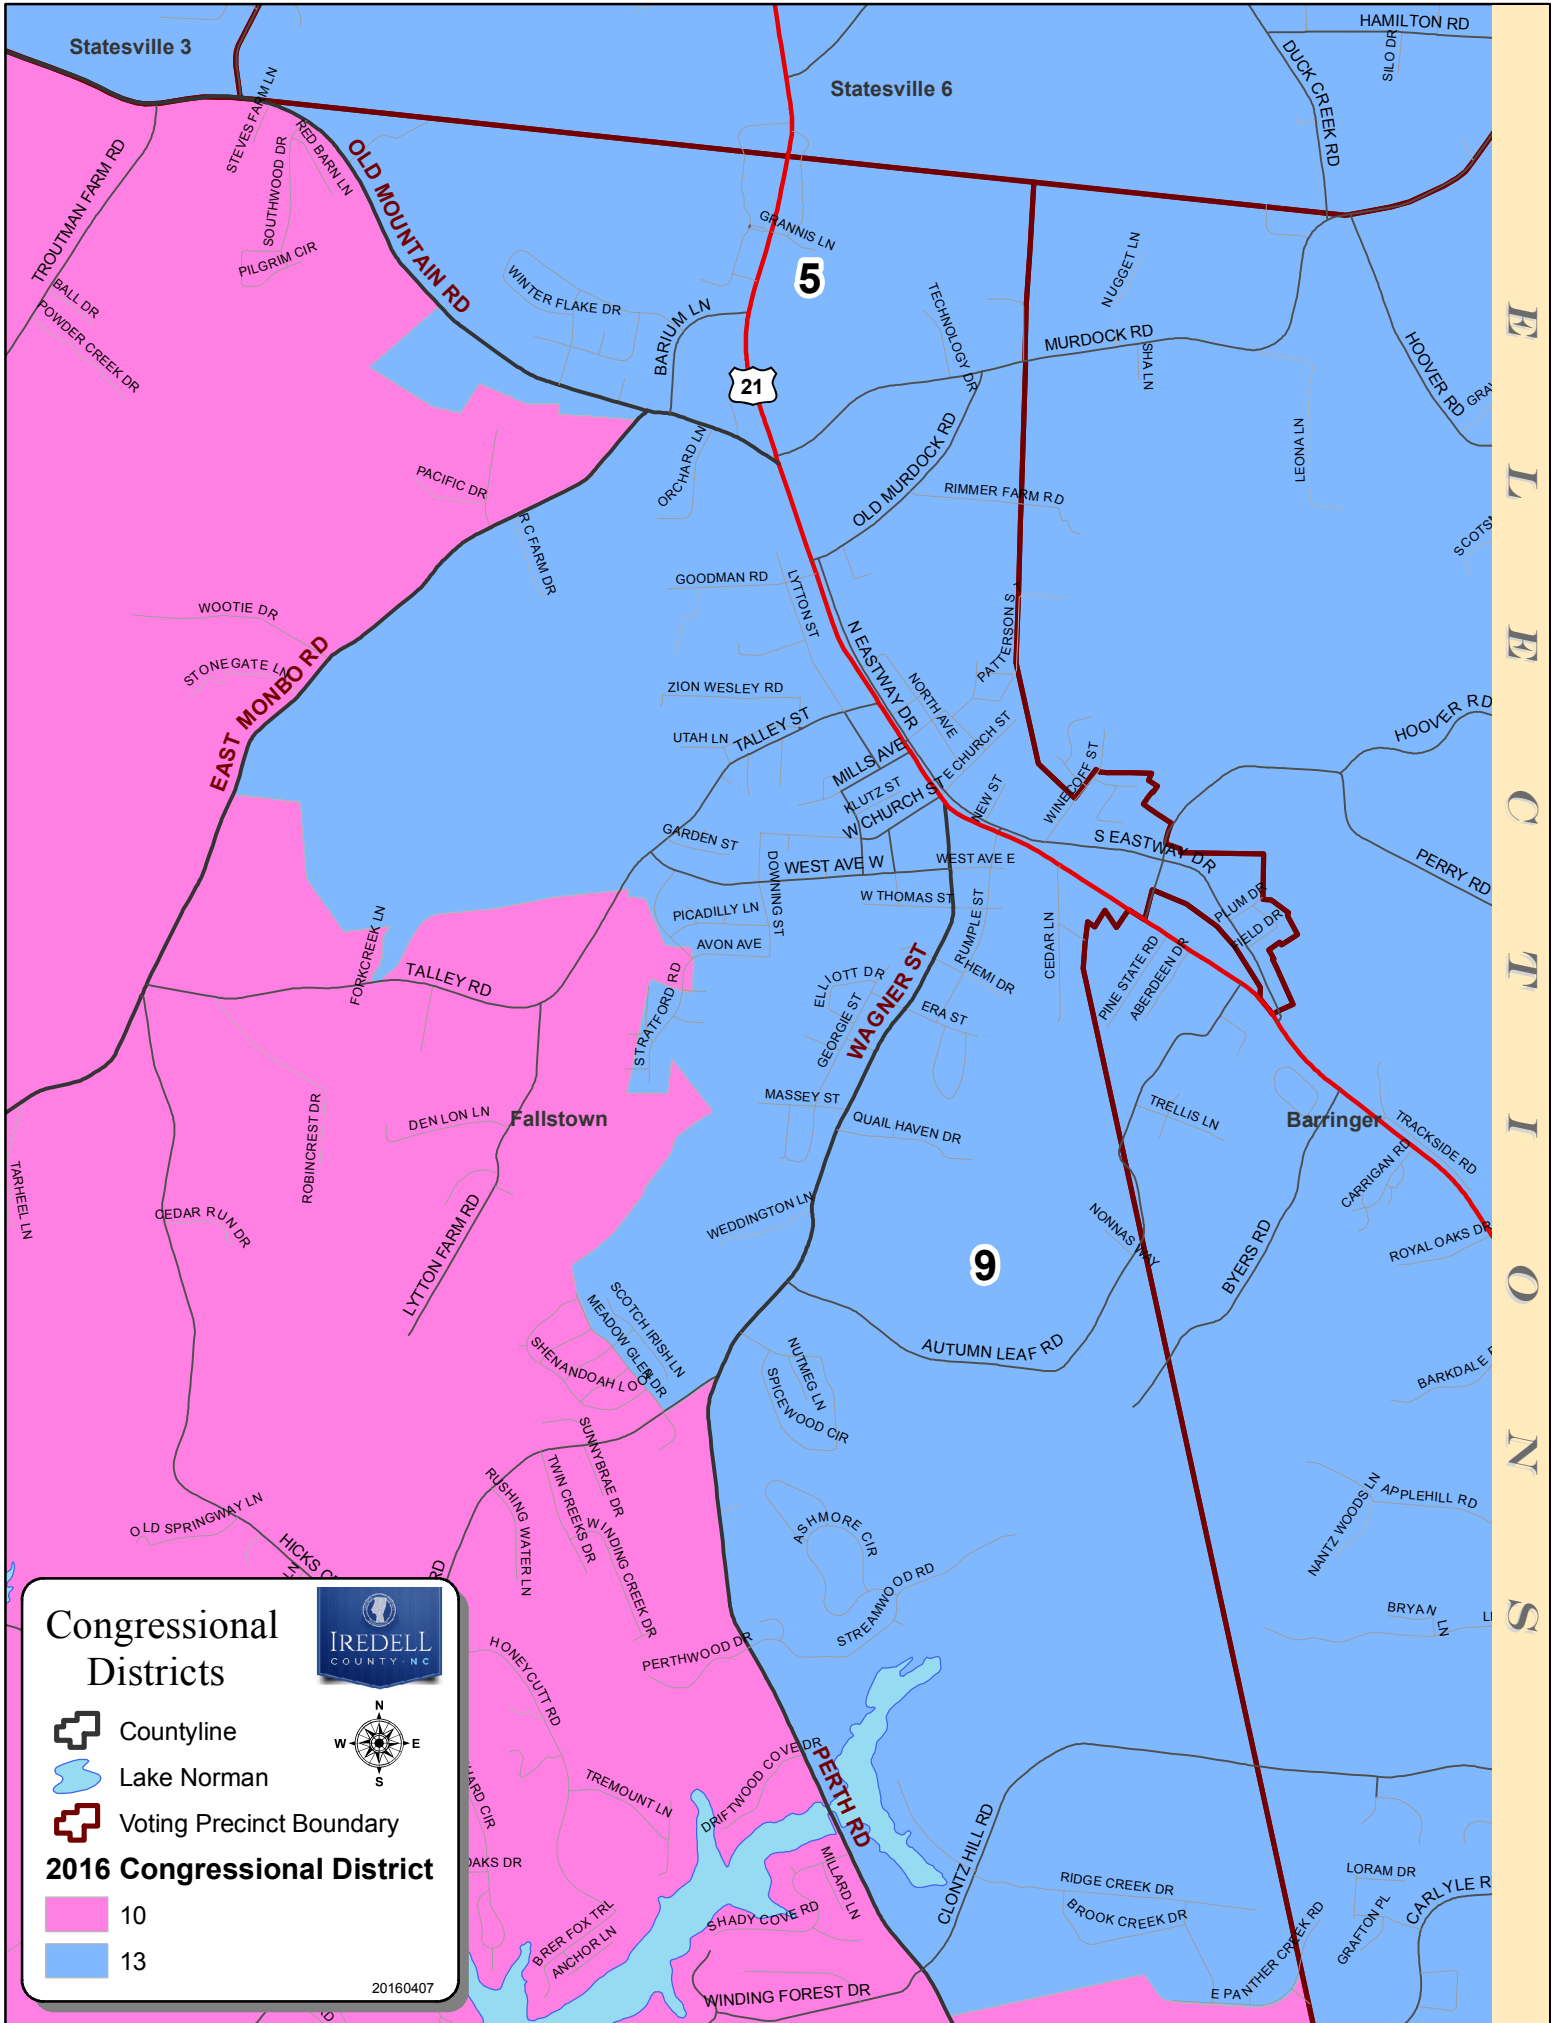 Statesville 3
Statesville 6
HAMILTON RD
SILO DR
DUCK CREEK RD
STEVES FARM LN
RED BARN LN
SOUTHWOOD DR
OLD MOUNTAIN RD
TROUTMAN FARM RD
PILGRIM CIR
BALL DR
POWDER CREEK DR
GRANNIS LN
5
WINTER FLAKE DR
BARIUM LN
21
TECHNOLOGY DR
NUGGET LN
MURDOCK RD
SHA LN
HOOVER RD
LEONA LN
ORCHARD LN
PACIFIC DR
R C FARM DR
OLD MURDOCK RD
RIMMER FARM RD
GOODMAN RD
LYTTON ST
WOOTIE DR
STONEGATE LN
EAST MONBO RD
N EASTWAY DR
PATTERSON S
ZION WESLEY RD
NORTH AVE
UTAH LN
TALLEY ST
MILLS AVE
E CHURCH ST
KLUTZ ST
W CHURCH ST
NEW ST
WINECOFF ST
HOOVER RD
S EASTWAY DR
PERRY RD
GARDEN ST
WEST AVE W
WEST AVE E
DOWNING ST
W THOMAS ST
PICADILLY LN
AVON AVE
RUMPLE ST
CEDAR LN
PLUM DR
FIELD DR
FORKCREEK LN
TALLEY RD
STRATFORD RD
ELLIOTT DR
WAGNER ST
RHEMI DR
PINE STATE RD
ABERDEEN DR
GEORGIE ST
ERA ST
MASSEY ST
QUAIL HAVEN DR
TRELLIS LN
Barringer
TRACKSIDE RD
CARRIGAN RD
Fallstown
DEN LON LN
ROBINCREST DR
TARHEEL LN
CEDAR RUN DR
LYTTON FARM RD
WEDDINGTON LN
NONNAS WAY
BYERS RD
ROYAL OAKS DR
9
SCOTCH IRISH LN
MEADOW GLEN DR
SHENANDOAH LOOP
AUTUMN LEAF RD
NUTMEG LN
SPICEWOOD CIR
BARKDALE
SUNNYBRAE DR
TWIN CREEKS DR
RUSHING WATER LN
WINDING CREEK DR
OLD SPRINGWAY LN
HICKS C
LN
RD
ASHMORE CIR
STREAMWOOD RD
APPLEHILL RD
NANTZ WOODS LN
BRYAN LN
PERTHWOOD DR
HONEYCUTT RD
TREMOUNT LN
DRIFTWOOD COVE DR
PERTH RD
MILLARD LN
SHADY COVE RD
BRER FOX TRL
ANCHOR LN
WINDING FOREST DR
CLONTZ HILL RD
RIDGE CREEK DR
BROOK CREEK DR
E PANTHER CREEK RD
LORAM DR
GRAFTON PL
CARLYLE R
OAKS DR
Congressional
Districts
IREDELL
COUNTY NC
N
W E
S
Countyline
Lake Norman
Voting Precinct Boundary
2016 Congressional District
10
13
20160407
ELECTIONS